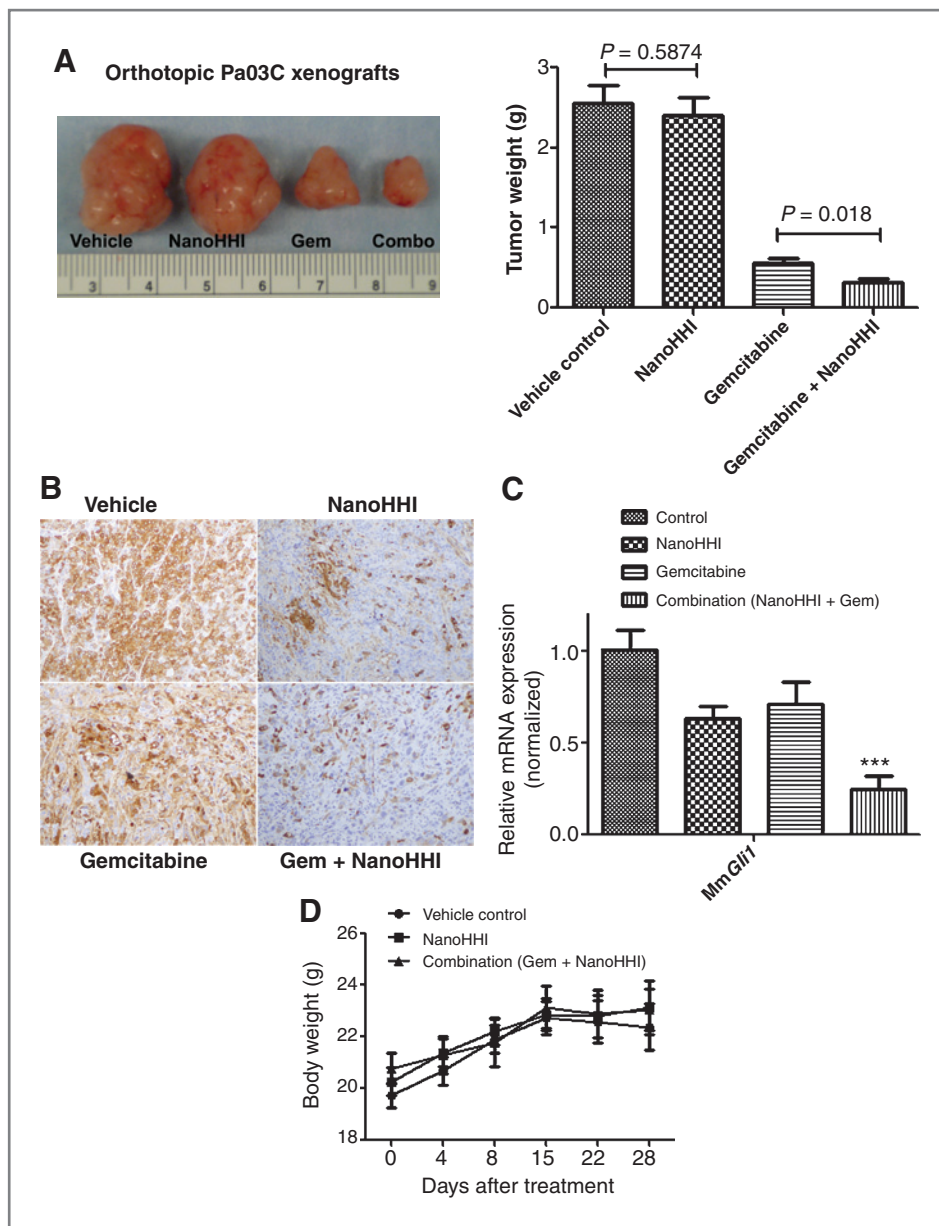 A
Orthotopic Pa03C xenografts
Vehicle NanoHHI Gem Combo
3 4 5 6 7 8 9
P = 0.5874
P = 0.018
3
2
1
0
Tumor weight (g)
Vehicle control
NanoHHI
Gemcitabine
Gemcitabine + NanoHHI
B
Vehicle NanoHHI
Gemcitabine Gem + NanoHHI
C
Control
NanoHHI
Gemcitabine
Combination (NanoHHI + Gem)
Relative mRNA expression
(normalized)
1.0
0.5
0.0
***
MmGli1
D
Vehicle control
NanoHHI
Combination (Gem + NanoHHI)
Body weight (g)
26
24
22
20
18
0 4 8 15 22 28
Days after treatment